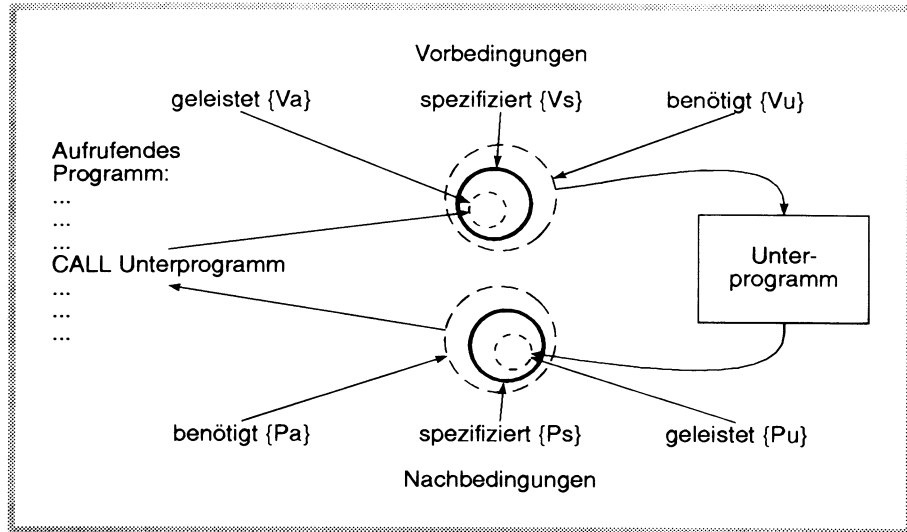 Vorbedingungen
geleistet {Va}
spezifiziert {Vs}
benötigt {Vu}
Aufrufendes
Programm:
...
...
...
CALL Unterprogramm
...
...
...
Unter-
programm
benötigt {Pa}
spezifiziert {Ps}
geleistet {Pu}
Nachbedingungen